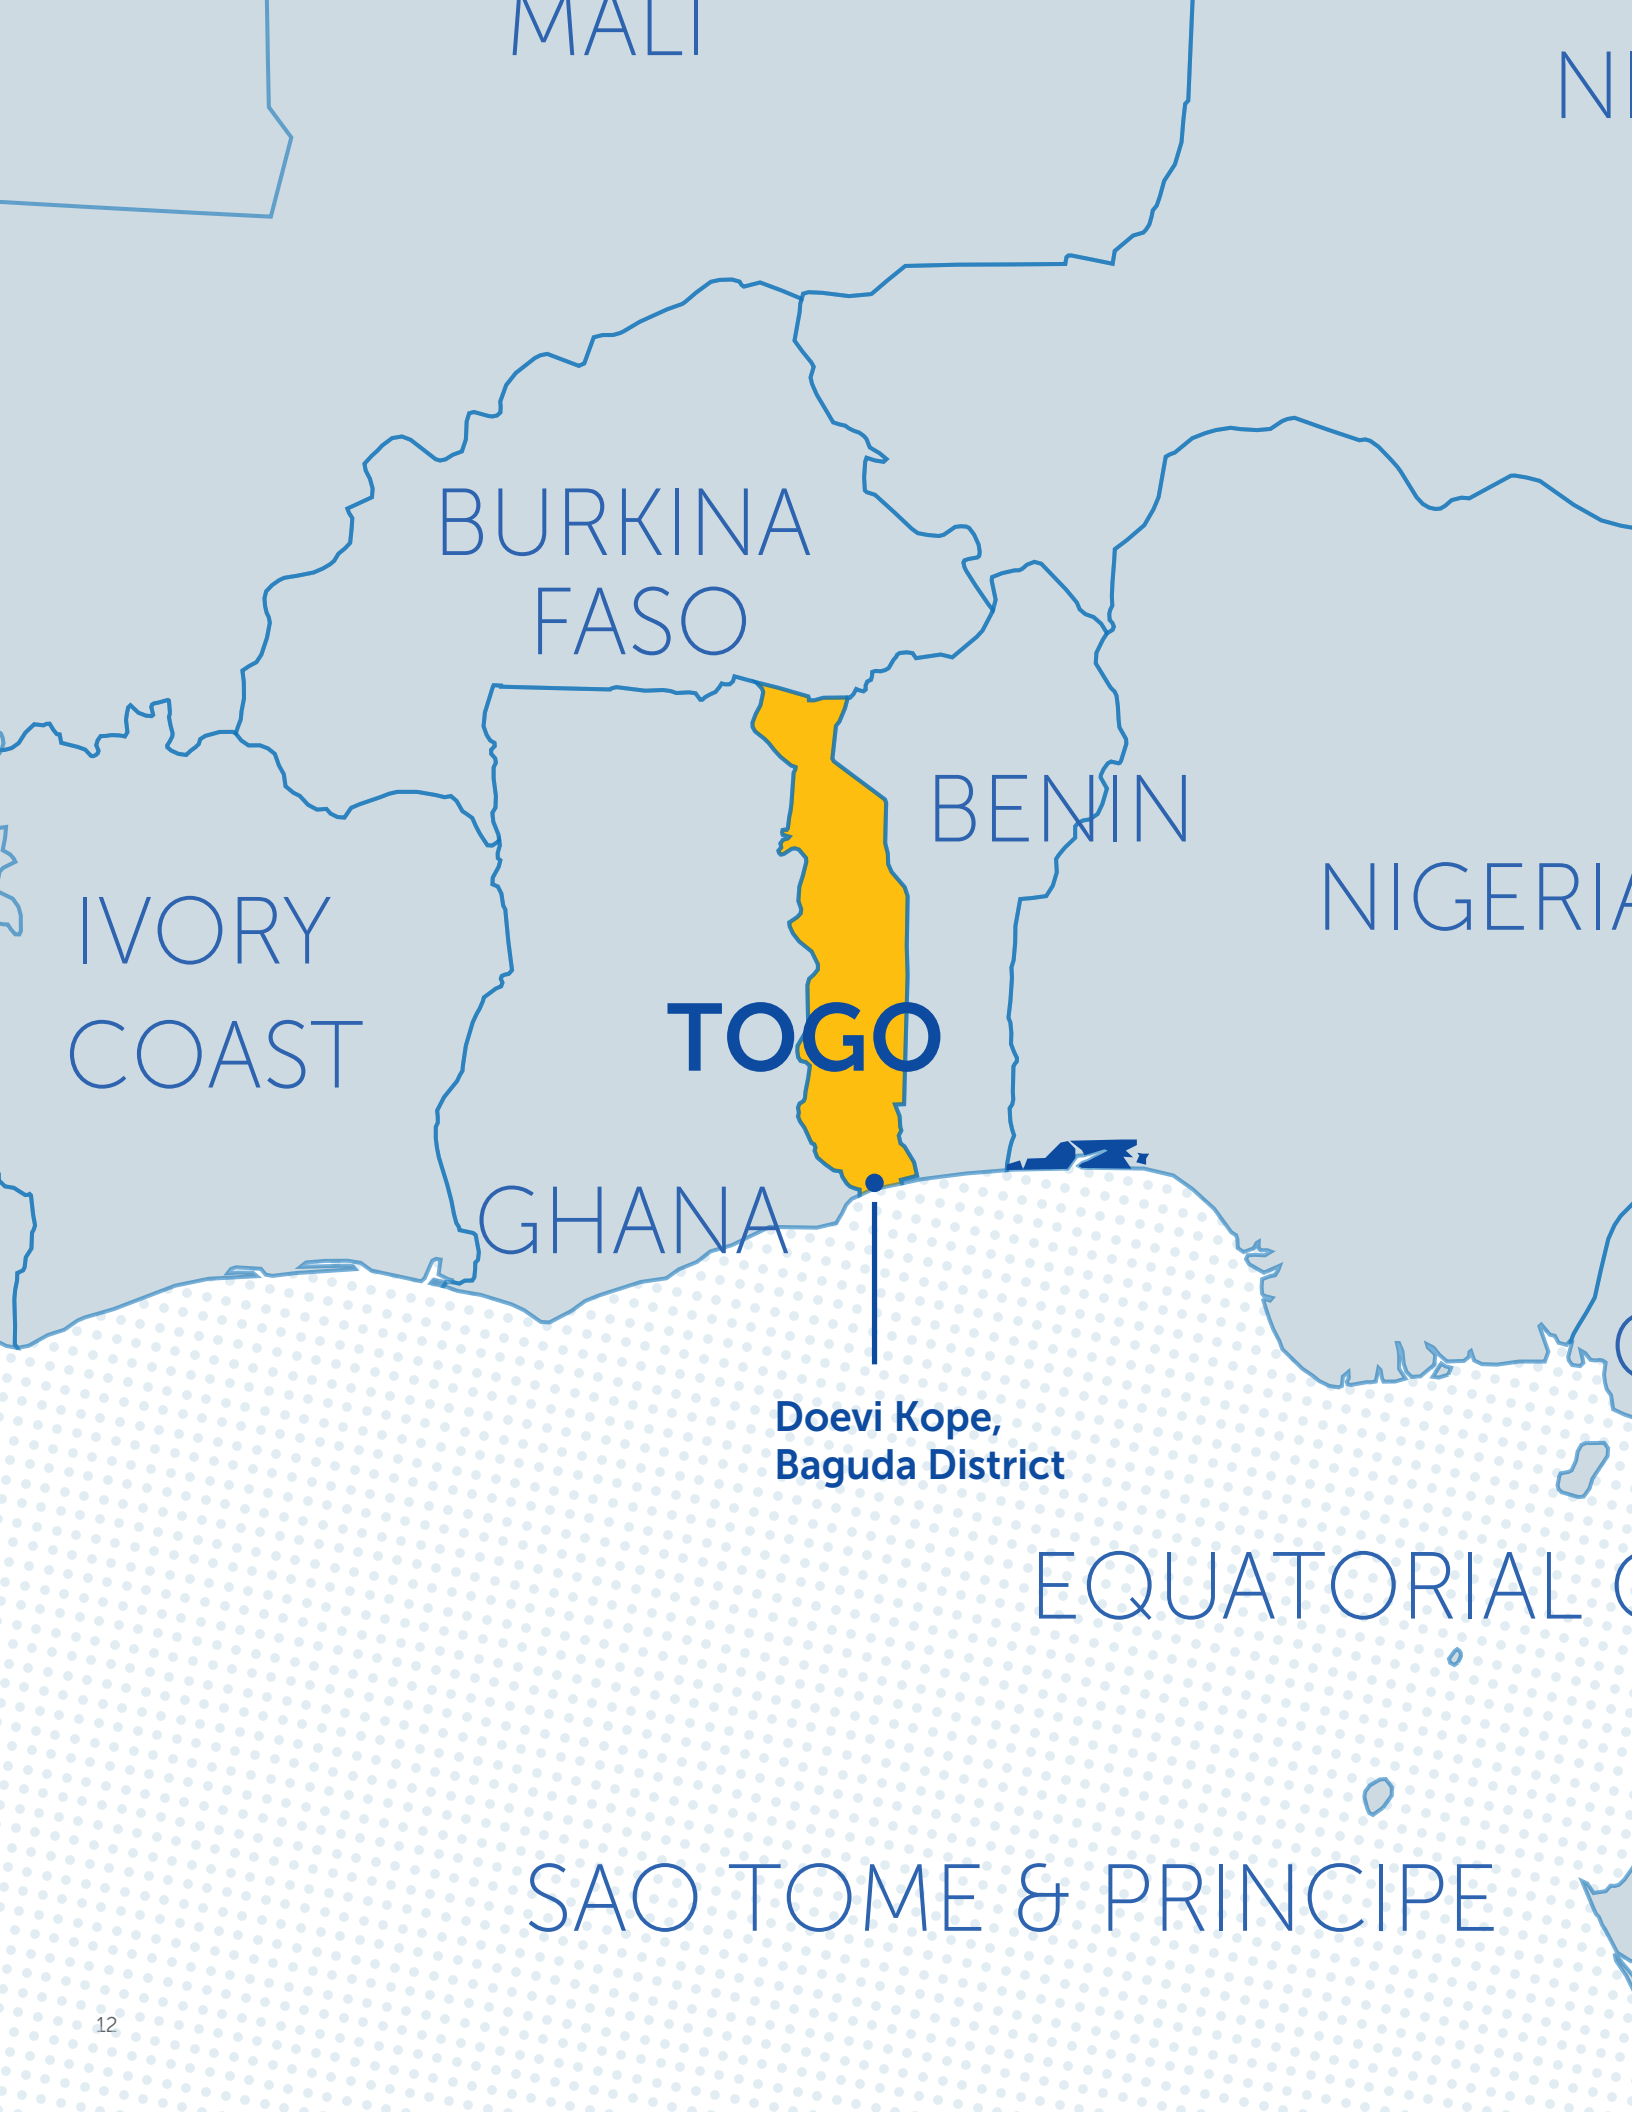 MALI
BURKINA
FASO
BENIN
NIGERIA
IVORY
COAST
TOGO
GHANA
Doevi Kope,
Baguda District
EQUATORIAL
SAO TOME & PRINCIPE
12